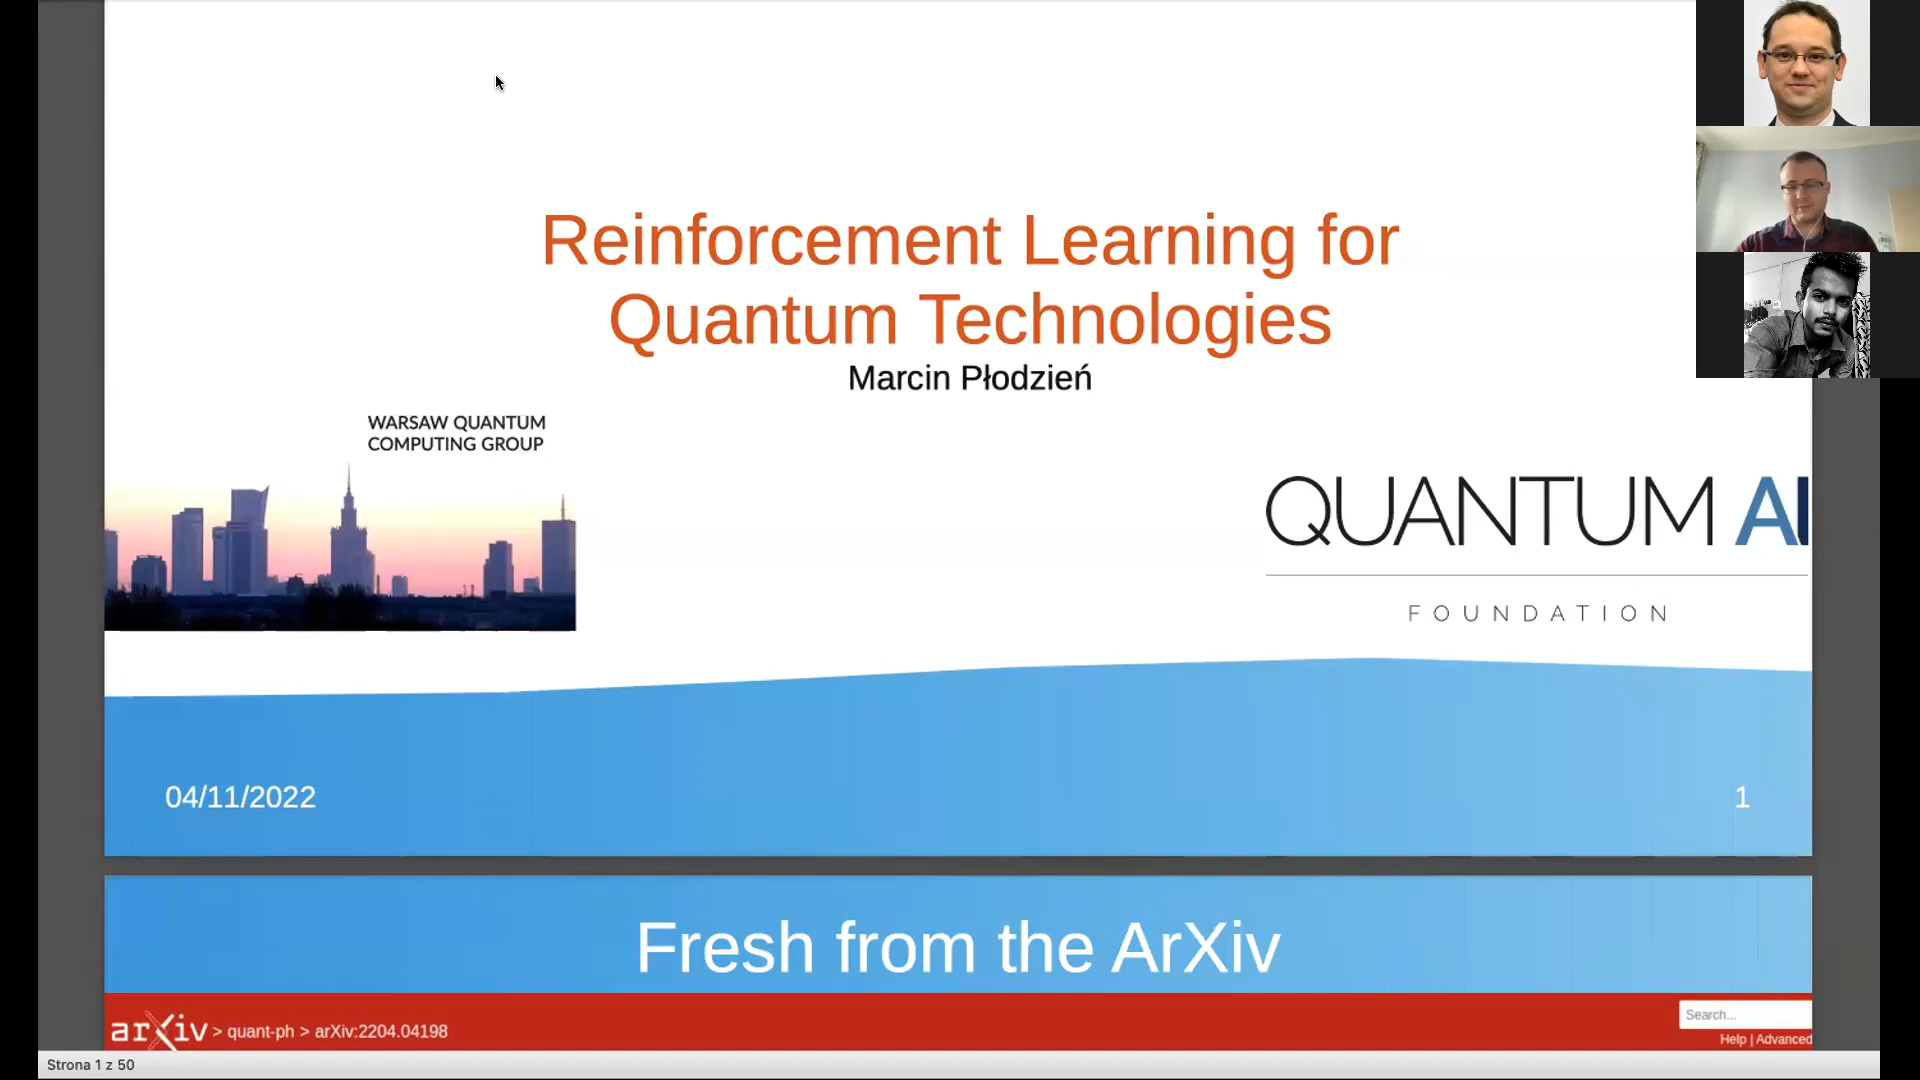 Reinforcement Learning for
Quantum Technologies
Marcin Płodzień
WARSAW QUANTUM
COMPUTING GROUP
QUANTUM AI
FOUNDATION
04/11/2022
1
Fresh from the ArXiv
arXiv > quant-ph > arXiv:2204.04198
Search...
Help | Advanced
Strona 1 z 50